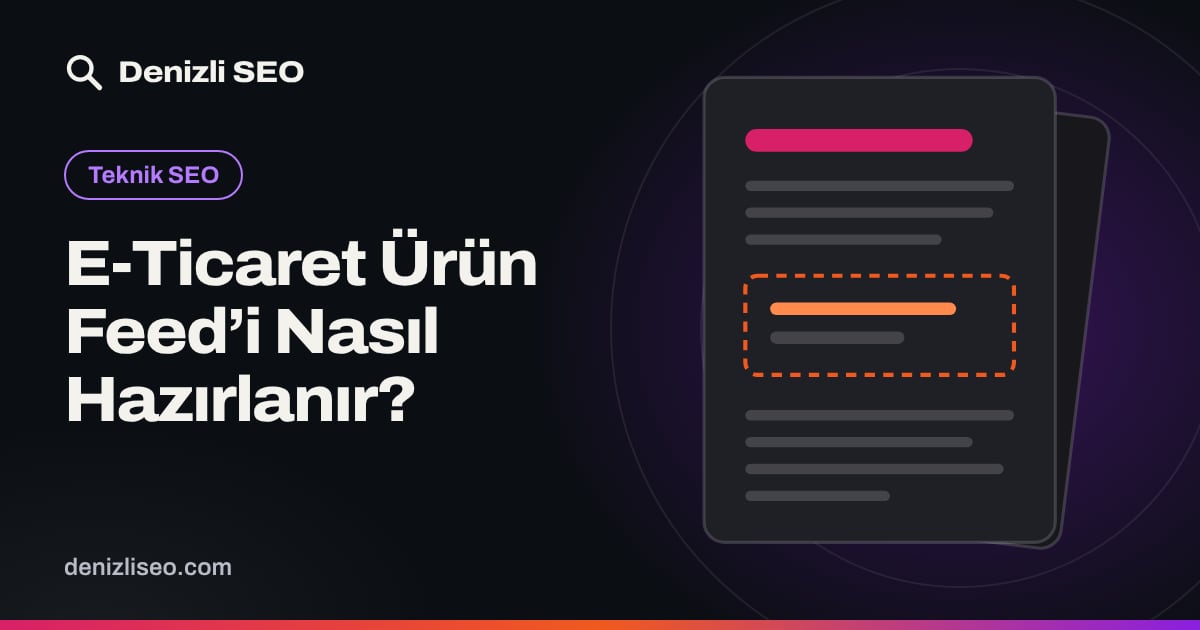 Denizli SEO
Teknik SEO
E-Ticaret Ürün
Feed’i Nasıl
Hazırlanır?
denizliseo.com